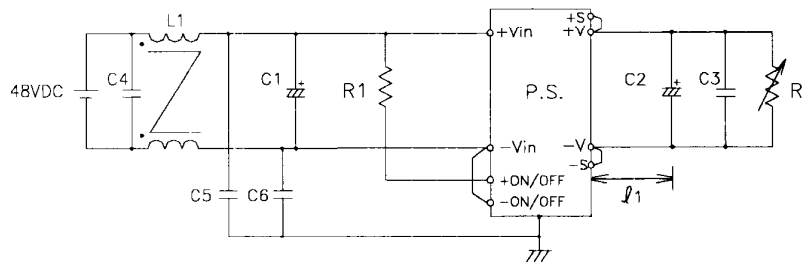 L1
+S
+V
+Vin
C4
C1
R1
P.S.
C2
C3
R
48VDC
-Vin
-V
-S
+ON/OFF
-ON/OFF
C5
C6
ℓ1